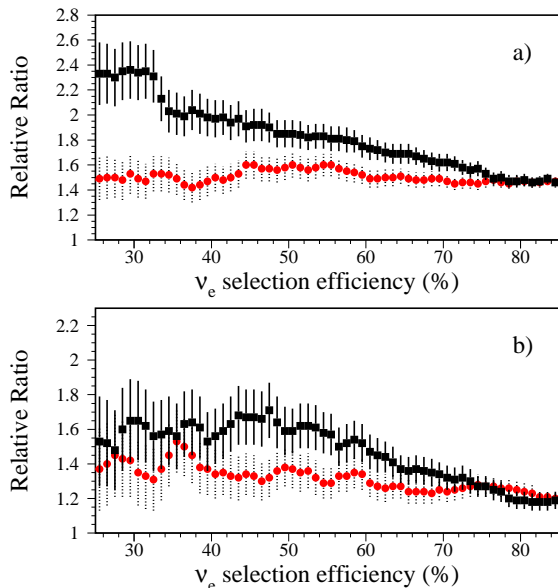 2.8
a)
2.6
2.4
2.2
2
1.8
1.6
1.4
1.2
1
Relative Ratio
30 40 50 60 70 80
νe selection efficiency (%)
b)
2.2
2
1.8
1.6
1.4
1.2
1
Relative Ratio
30 40 50 60 70 80
νe selection efficiency (%)